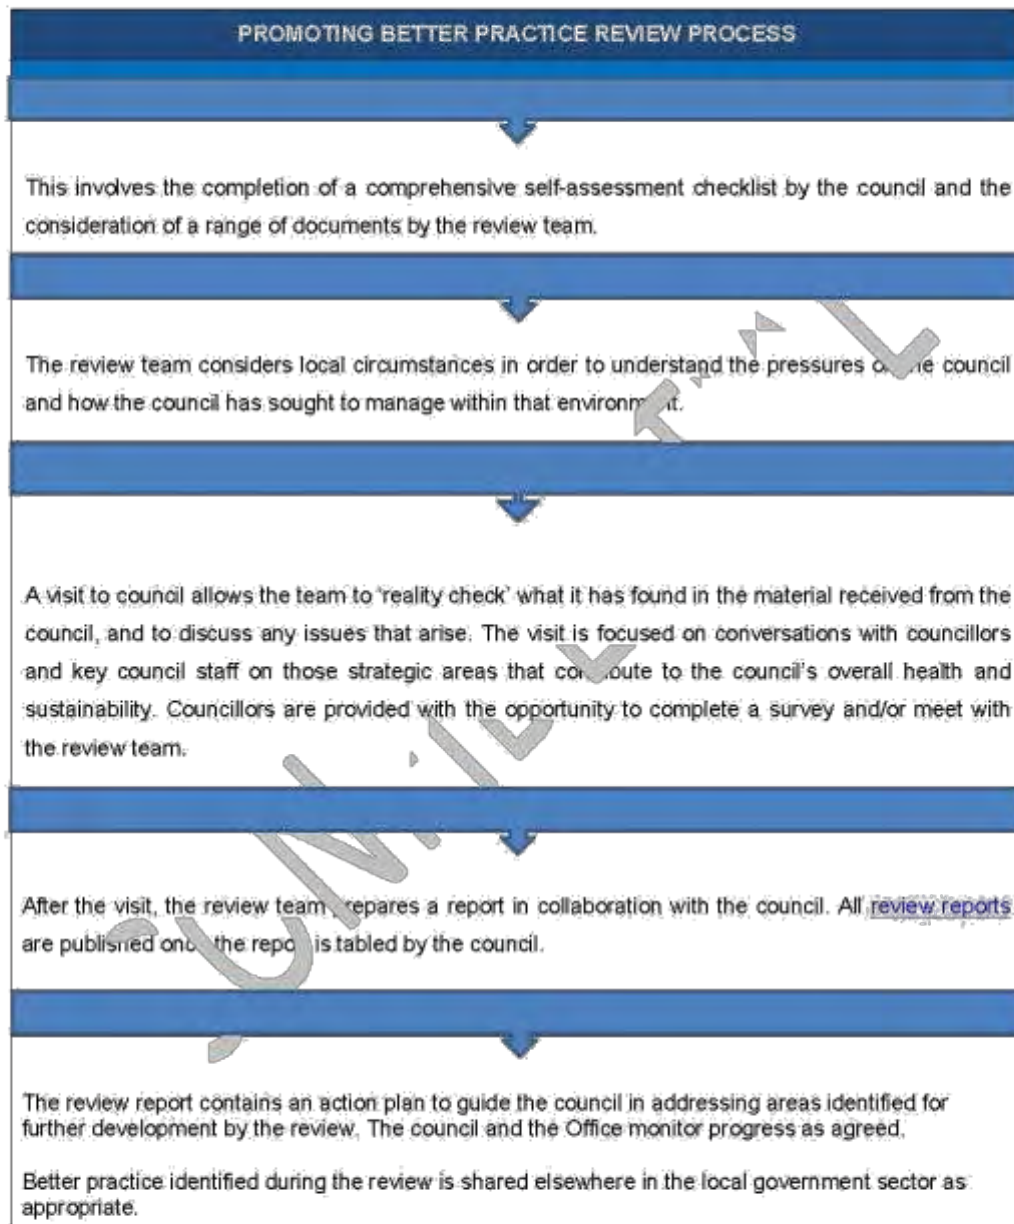 PROMOTING BETTER PRACTICE REVIEW PROCESS
This involves the completion of a comprehensive self-assessment checklist by the council and the
consideration of a range of documents by the review team.
The review team considers local circumstances in order to understand the pressures council
and how the council has sought to manage within that
A visit to council allows the team to 'reality check' what it has found in the material received from the
council, and to discuss any issues that arise. The visit is focused on conversations with councillors
and key council staff on those strategic areas that to the council's overall health and
sustainability. Councillors are provided with the opportunity to complete a survey and/or meet with
the review team.
After the visit, the review team a report in collaboration with the council. All review reports
are published the is tabled by the council.
The review report contains an action plan to guide the council in addressing areas identified for
further development by the review. The council and the Office monitor progress as agreed.
Better practice identified during the review is shared elsewhere in the local government sector as
appropriate.